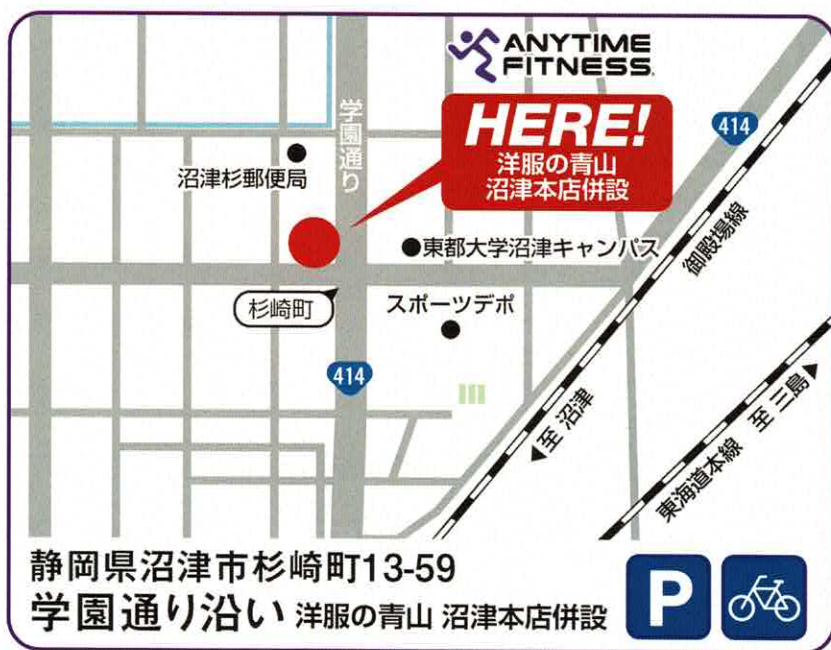 ANYTIME
FITNESS.
HERE!
洋服の青山
沼津本店併設
414
学園通り
沼津杉郵便局
御殿場線
東都大学沼津キャンパス
杉崎町
スポーツデポ
414
至 沼津
至 三島
東海道本線
静岡県沼津市杉崎町13-59
学園通り沿い 洋服の青山 沼津本店併設
P